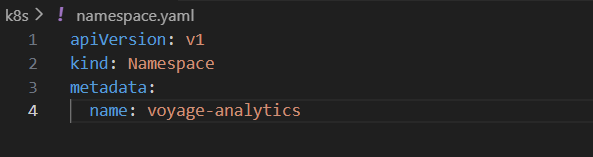 k8s > ! namespace.yaml
1 apiVersion: v1
2 kind: Namespace
3 metadata:
4   name: voyage-analytics